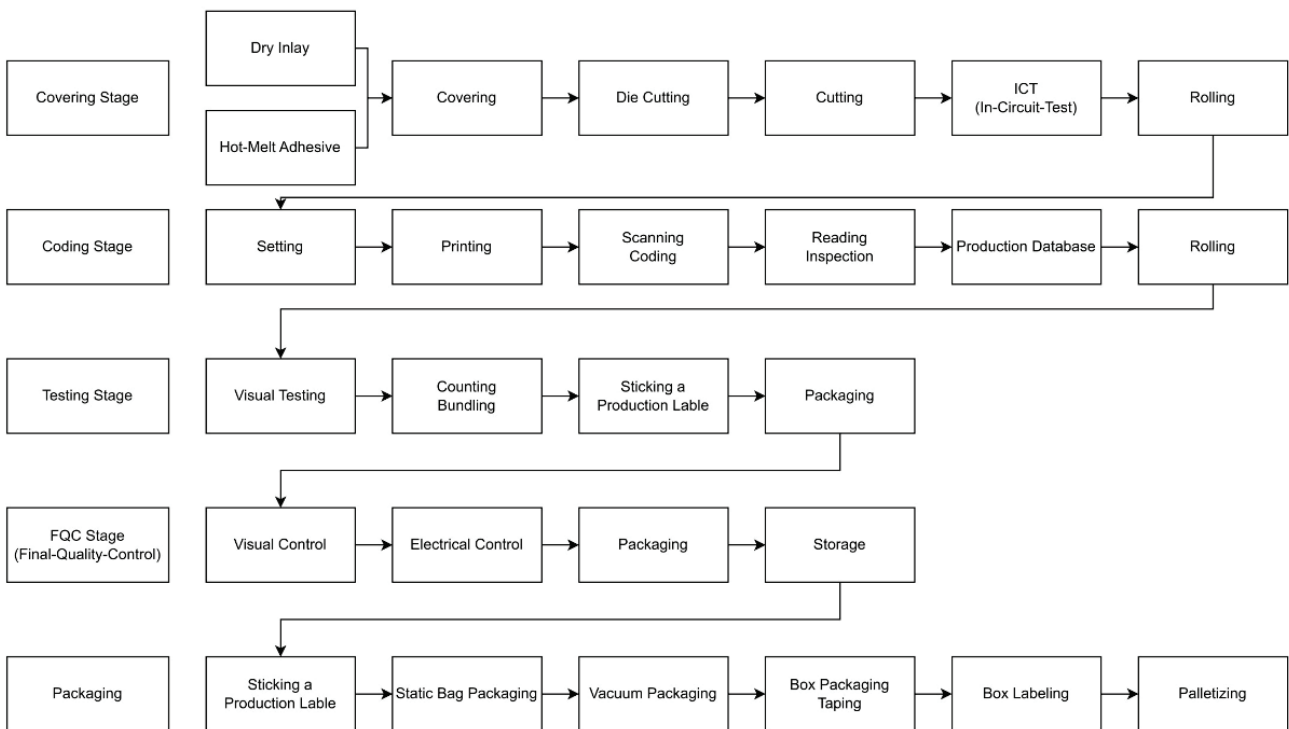 Covering Stage
Dry Inlay
Hot-Melt Adhesive
Covering
Die Cutting
Cutting
ICT
(In-Circuit-Test)
Rolling
Coding Stage
Setting
Printing
Scanning
Coding
Reading
Inspection
Production Database
Rolling
Testing Stage
Visual Testing
Counting
Bundling
Sticking a
Production Lable
Packaging
FQC Stage
(Final-Quality-Control)
Visual Control
Electrical Control
Packaging
Storage
Packaging
Sticking a
Production Lable
Static Bag Packaging
Vacuum Packaging
Box Packaging
Taping
Box Labeling
Palletizing